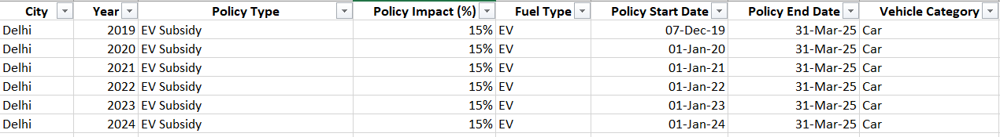 City Year Policy Type Policy Impact (%) Fuel Type Policy Start Date Policy End Date Vehicle Category
Delhi 2019 EV Subsidy 15% EV 07-Dec-19 31-Mar-25 Car
Delhi 2020 EV Subsidy 15% EV 01-Jan-20 31-Mar-25 Car
Delhi 2021 EV Subsidy 15% EV 01-Jan-21 31-Mar-25 Car
Delhi 2022 EV Subsidy 15% EV 01-Jan-22 31-Mar-25 Car
Delhi 2023 EV Subsidy 15% EV 01-Jan-23 31-Mar-25 Car
Delhi 2024 EV Subsidy 15% EV 01-Jan-24 31-Mar-25 Car